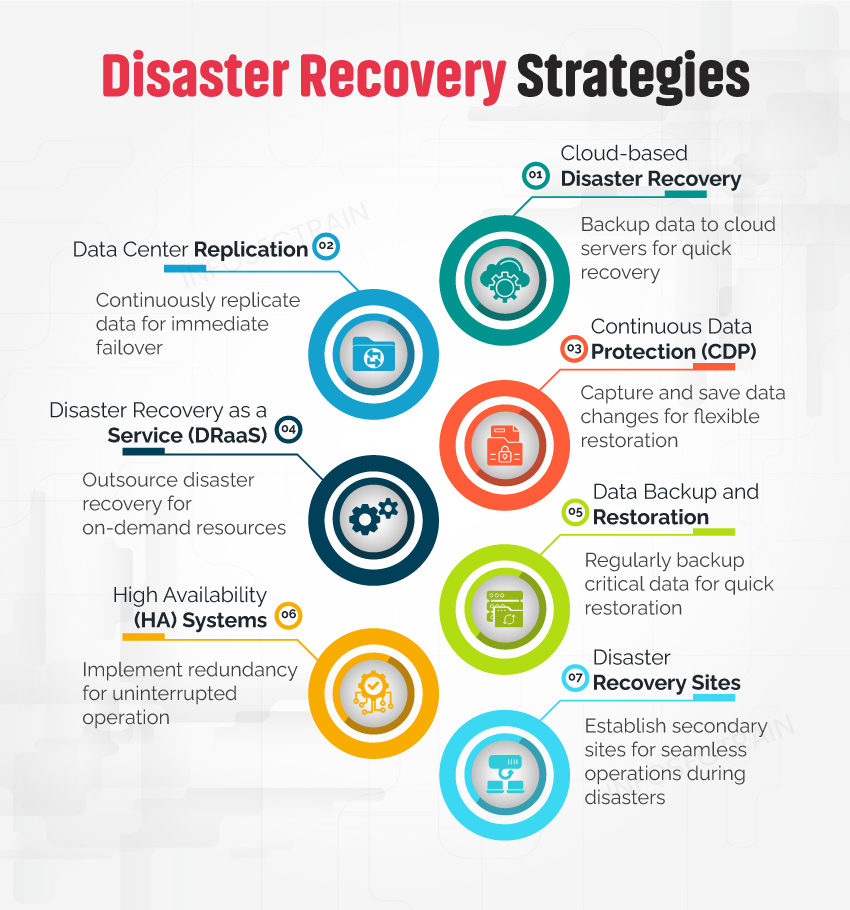 Disaster Recovery Strategies
01
Cloud-based
Disaster Recovery
Backup data to cloud
servers for quick
recovery
02
Data Center Replication
Continuously replicate
data for immediate
failover
03
Continuous Data
Protection (CDP)
Capture and save data
changes for flexible
restoration
04
Disaster Recovery as a
Service (DRaaS)
Outsource disaster
recovery for
on-demand resources
05
Data Backup and
Restoration
Regularly backup
critical data for quick
restoration
06
High Availability
(HA) Systems
Implement redundancy
for uninterrupted
operation
07
Disaster
Recovery Sites
Establish secondary
sites for seamless
operations during
disasters
INFOSECTRAIN
INFOSECTRAIN